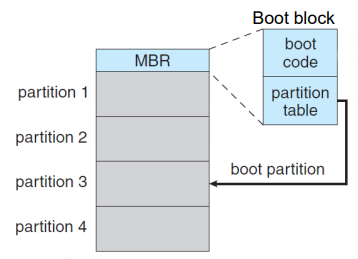 Boot block
boot
code
MBR
partition
table
partition 1
partition 2
boot partition
partition 3
partition 4